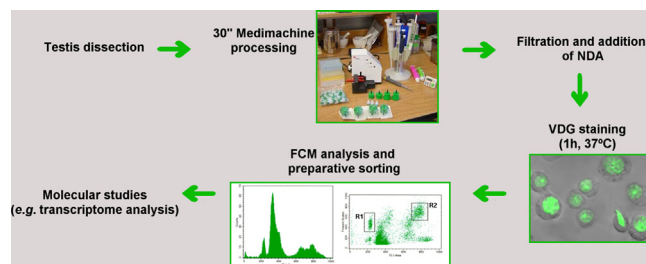 Testis dissection
30" Medimachine
processing
Filtration and addition
of NDA
VDG staining
(1h, 37ºC)
FCM analysis and
preparative sorting
R1
R2
Molecular studies
(e.g. transcriptome analysis)